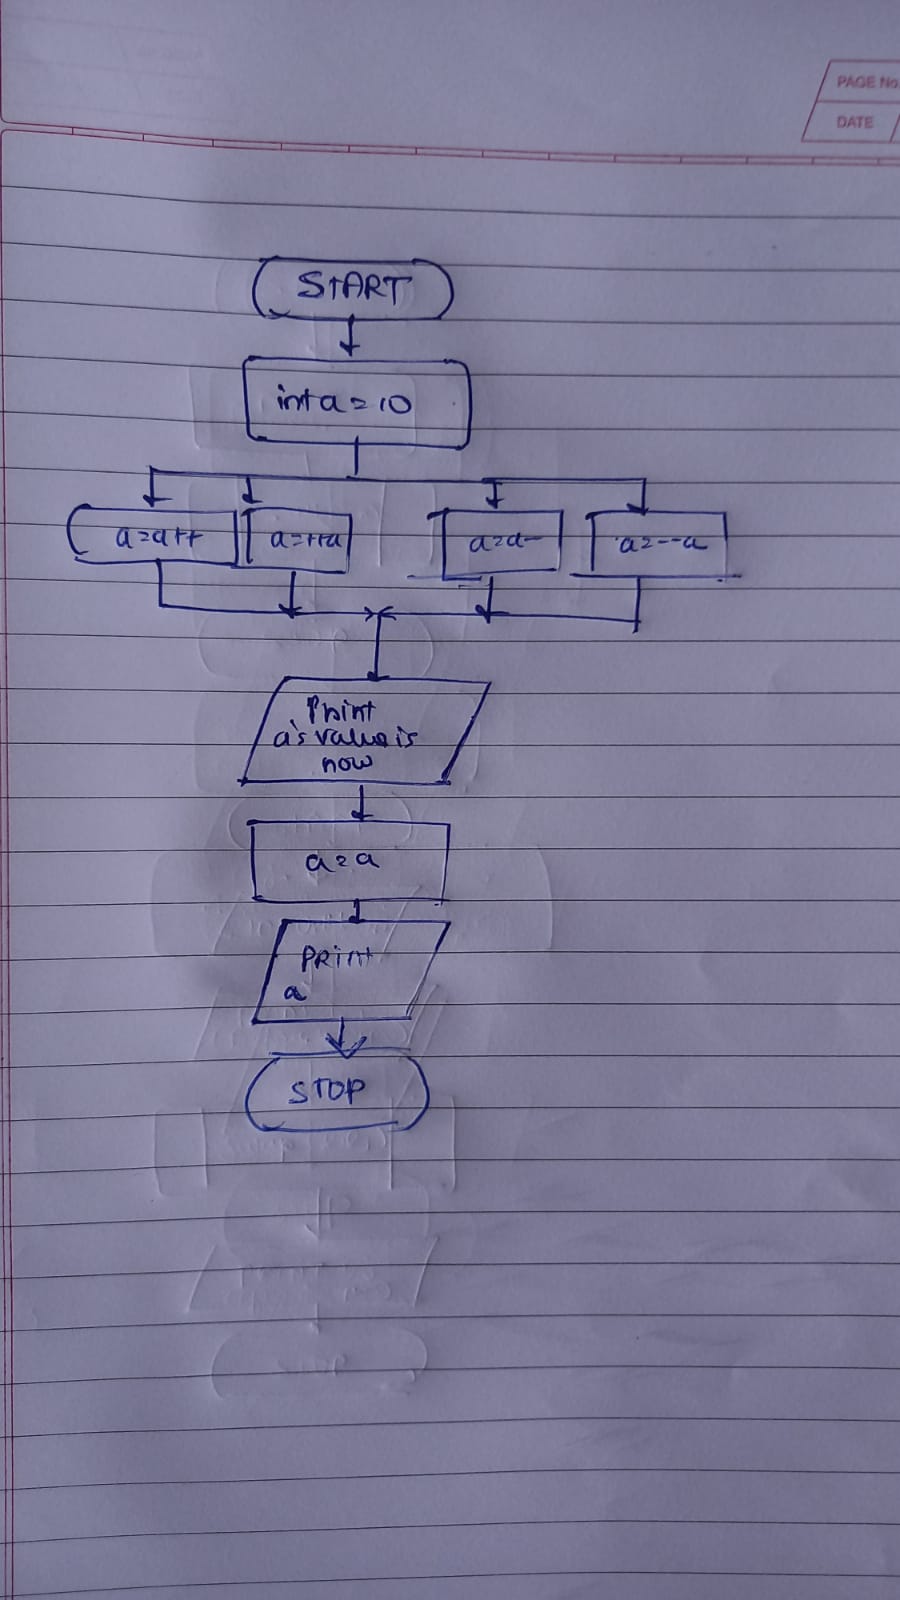 PAGE No
DATE
START
int a = 10
a=a++
a=++a
a=a-
a=--a
Print
a's value is
now
a=a
PRint
a
STOP